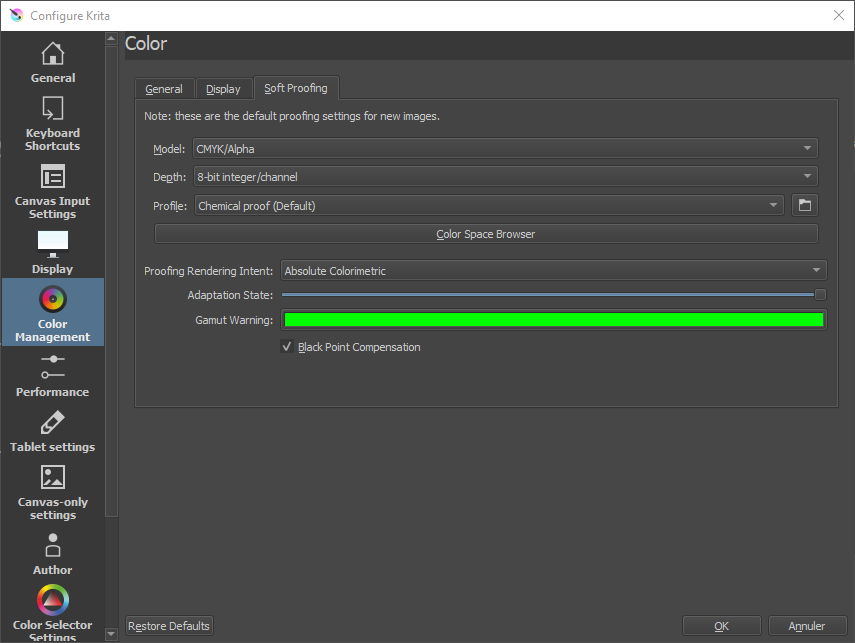 Configure Krita
Color
General
Keyboard
Shortcuts
Canvas Input
Settings
Display
Color
Management
Performance
Tablet settings
Canvas-only
settings
Author
Color Selector
Settings
General
Display
Soft Proofing
Note: these are the default proofing settings for new images.
Model: CMYK/Alpha
Depth: 8-bit integer/channel
Profile: Chemical proof (Default)
Color Space Browser
Proofing Rendering Intent: Absolute Colorimetric
Adaptation State:
Gamut Warning:
Black Point Compensation
Restore Defaults
OK
Annuler